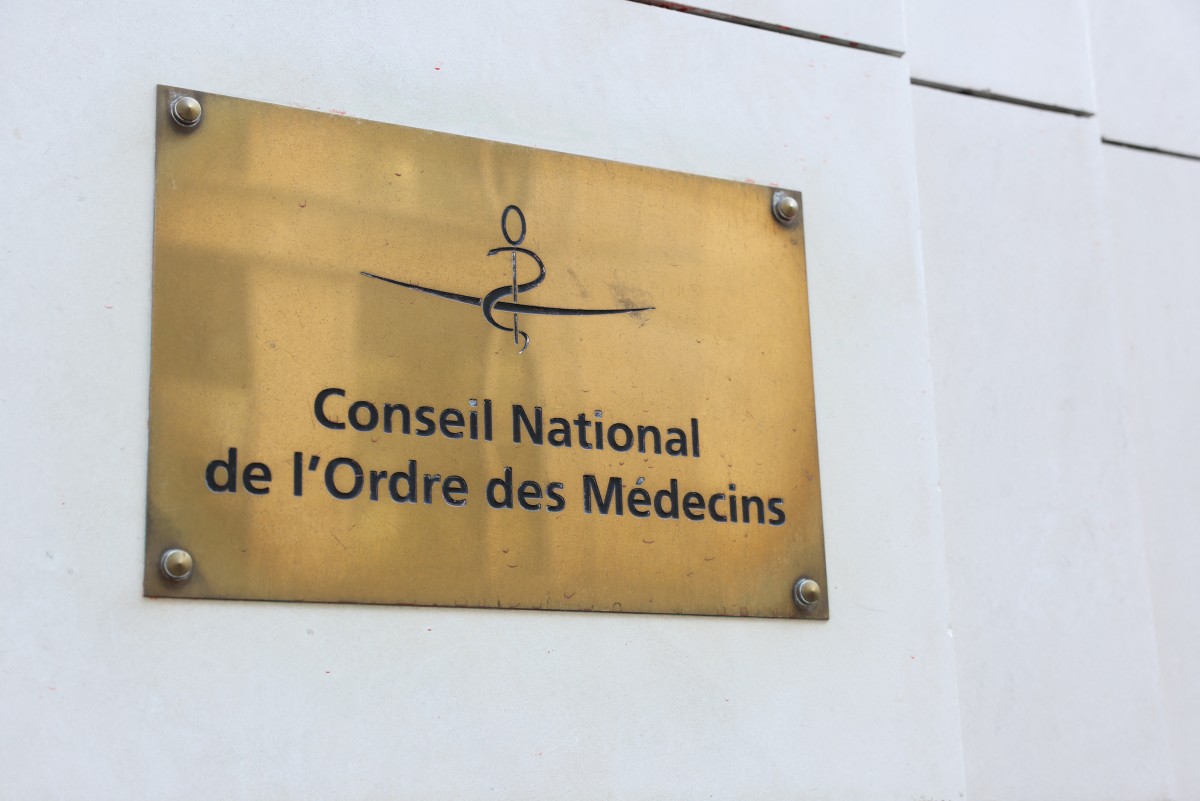 Conseil National
de l'Ordre des Médecins